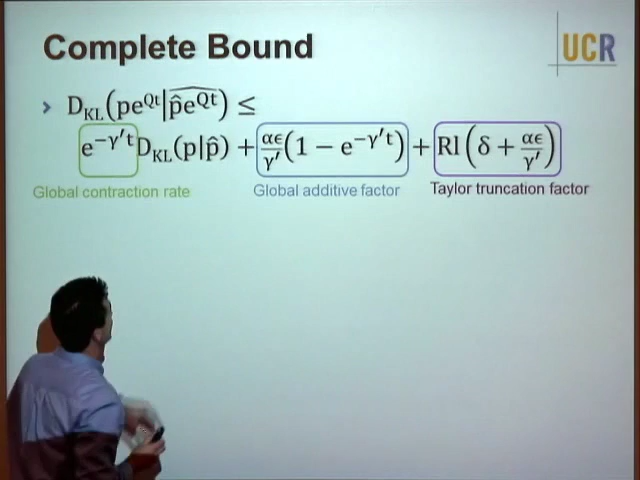 Complete Bound
UCR
› D_KL(pe^Qt|\widehat{p̂e^Qt}) ≤
e^−γ′t D_KL(p|p̂) + αϵ/γ′ (1 − e^−γ′t) + Rl (δ + αϵ/γ′)
Global contraction rate
Global additive factor
Taylor truncation factor